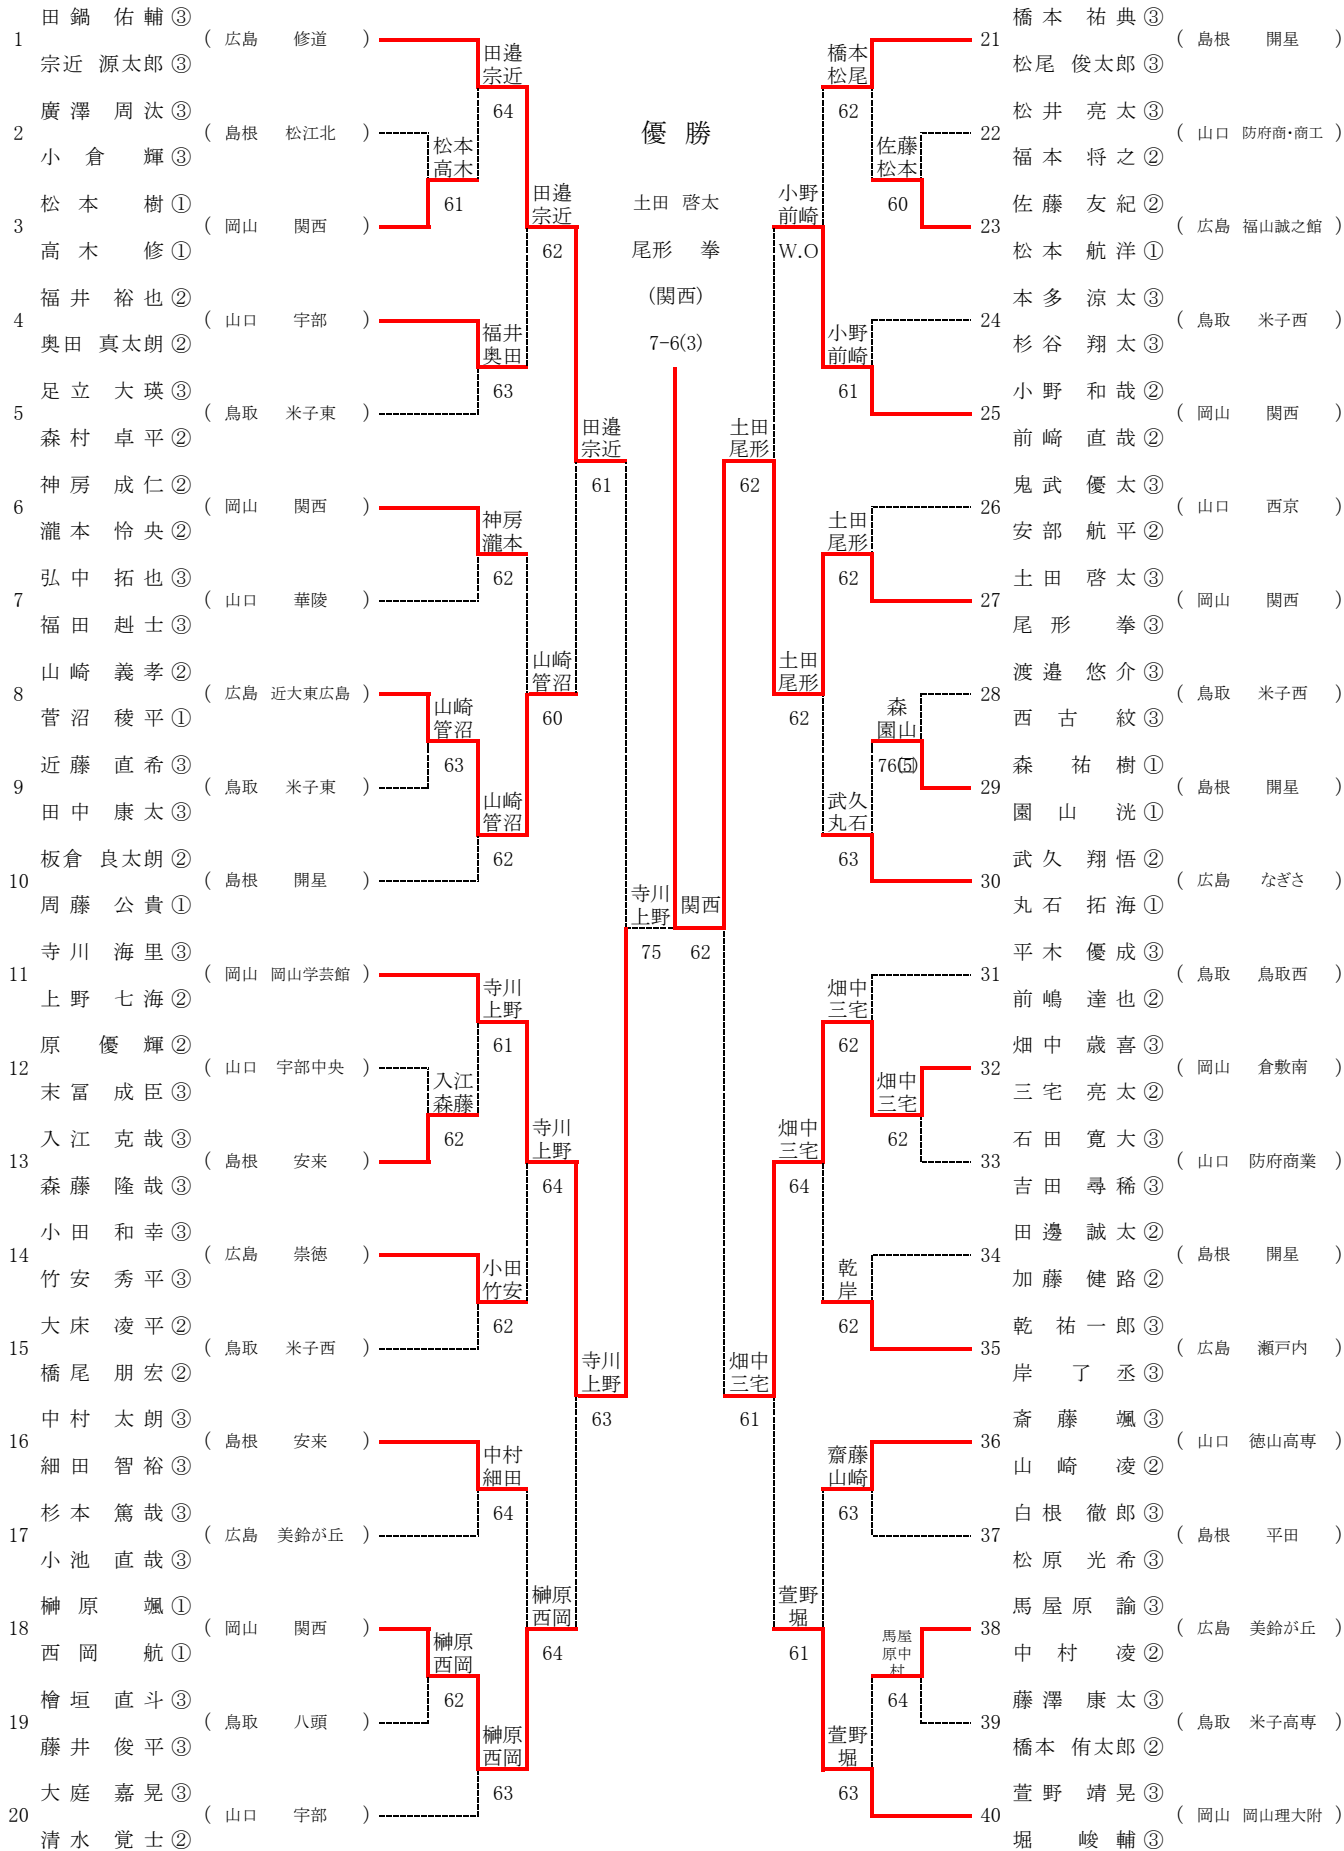 田鍋 佑輔③
1 (広島 修道)
宗近 源太郎③
廣澤 周汰③
2 (島根 松江北)
小倉 輝③
松本 樹①
3 (岡山 関西)
高木 修①
福井 裕也②
4 (山口 宇部)
奥田 真太朗②
足立 大瑛③
5 (鳥取 米子東)
森村 卓平②
神房 成仁②
6 (岡山 関西)
瀧本 怜央②
弘中 拓也③
7 (山口 華陵)
福田 赳士③
山崎 義孝②
8 (広島 近大東広島)
菅沼 稜平①
近藤 直希③
9 (鳥取 米子東)
田中 康太③
板倉 良太朗②
10 (島根 開星)
周藤 公貴①
寺川 海里③
11 (岡山 岡山学芸館)
上野 七海②
原 優輝②
12 (山口 宇部中央)
末冨 成臣③
入江 克哉③
13 (島根 安来)
森藤 隆哉③
小田 和幸③
14 (広島 崇徳)
竹安 秀平③
大床 凌平②
15 (鳥取 米子西)
橋尾 朋宏②
中村 太朗③
16 (島根 安来)
細田 智裕③
杉本 篤哉③
17 (広島 美鈴が丘)
小池 直哉③
榊原 颯①
18 (岡山 関西)
西岡 航①
檜垣 直斗③
19 (鳥取 八頭)
藤井 俊平③
大庭 嘉晃③
20 (山口 宇部)
清水 覚士②
松本
高木
61
山崎
管沼
63
入江
森藤
62
榊原
西岡
62
田邉
宗近
64
福井
奥田
63
神房
瀧本
62
山崎
管沼
62
寺川
上野
61
小田
竹安
62
中村
細田
64
榊原
西岡
63
田邉
宗近
62
山崎
管沼
60
寺川
上野
64
榊原
西岡
64
田邉
宗近
61
寺川
上野
63
寺川
上野
75
優勝
土田 啓太
尾形 拳
(関西)
7-6(3)
関西
62
土田
尾形
62
畑中
三宅
61
小野
前崎
W.O
土田
尾形
62
畑中
三宅
64
萱野
堀
61
橋本
松尾
62
小野
前崎
61
土田
尾形
62
武久
丸石
63
畑中
三宅
62
乾
岸
62
齋藤
山崎
63
萱野
堀
63
佐藤
松本
60
森
園山
76(5)
畑中
三宅
62
馬屋
原中
村
64
橋本 祐典③
21 (島根 開星)
松尾 俊太郎③
松井 亮太③
22 (山口 防府商・商工)
福本 将之②
佐藤 友紀②
23 (広島 福山誠之館)
松本 航洋①
本多 涼太③
24 (鳥取 米子西)
杉谷 翔太③
小野 和哉②
25 (岡山 関西)
前﨑 直哉②
鬼武 優太③
26 (山口 西京)
安部 航平②
土田 啓太③
27 (岡山 関西)
尾形 拳③
渡邉 悠介③
28 (鳥取 米子西)
西古 紋③
森 祐樹①
29 (島根 開星)
園山 洸①
武久 翔悟②
30 (広島 なぎさ)
丸石 拓海①
平木 優成③
31 (鳥取 鳥取西)
前嶋 達也②
畑中 歳喜③
32 (岡山 倉敷南)
三宅 亮太②
石田 寛大③
33 (山口 防府商業)
吉田 尋稀③
田邊 誠太②
34 (島根 開星)
加藤 健路②
乾 祐一郎③
35 (広島 瀬戸内)
岸 了丞③
斎藤 颯③
36 (山口 徳山高専)
山崎 凌②
白根 徹郎③
37 (島根 平田)
松原 光希③
馬屋原 諭③
38 (広島 美鈴が丘)
中村 凌②
藤澤 康太③
39 (鳥取 米子高専)
橋本 侑太郎②
萱野 靖晃③
40 (岡山 岡山理大附)
堀 峻輔③